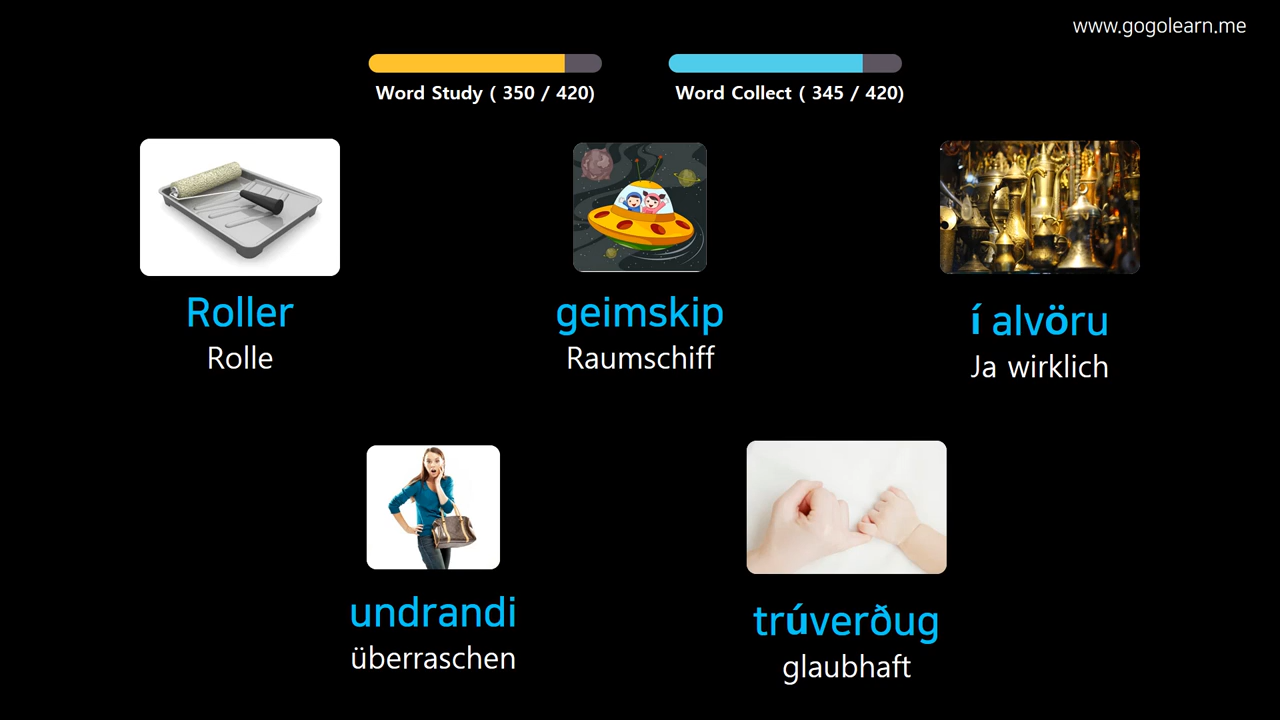 www.gogolearn.me
Word Study ( 350 / 420)
Word Collect ( 345 / 420)
Roller
Rolle
geimskip
Raumschiff
í alvöru
Ja wirklich
undrandi
überraschen
trúverðug
glaubhaft